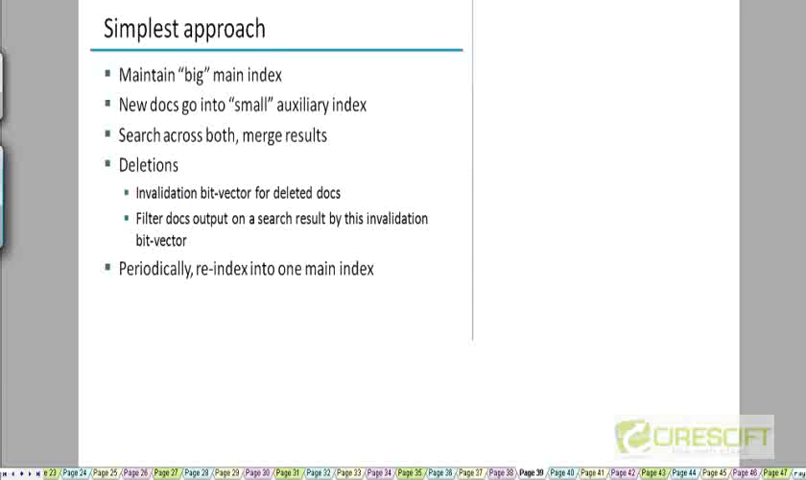 Simplest approach
Maintain “big” main index
New docs go into “small” auxiliary index
Search across both, merge results
Deletions
Invalidation bit-vector for deleted docs
Filter docs output on a search result by this invalidation
bit-vector
Periodically, re-index into one main index
e 23 Page 24 Page 25 Page 26 Page 27 Page 28 Page 29 Page 30 Page 31 Page 32 Page 33 Page 34 Page 35 Page 36 Page 37 Page 38 Page 39 Page 40 Page 41 Page 42 Page 43 Page 44 Page 45 Page 46 Page 47